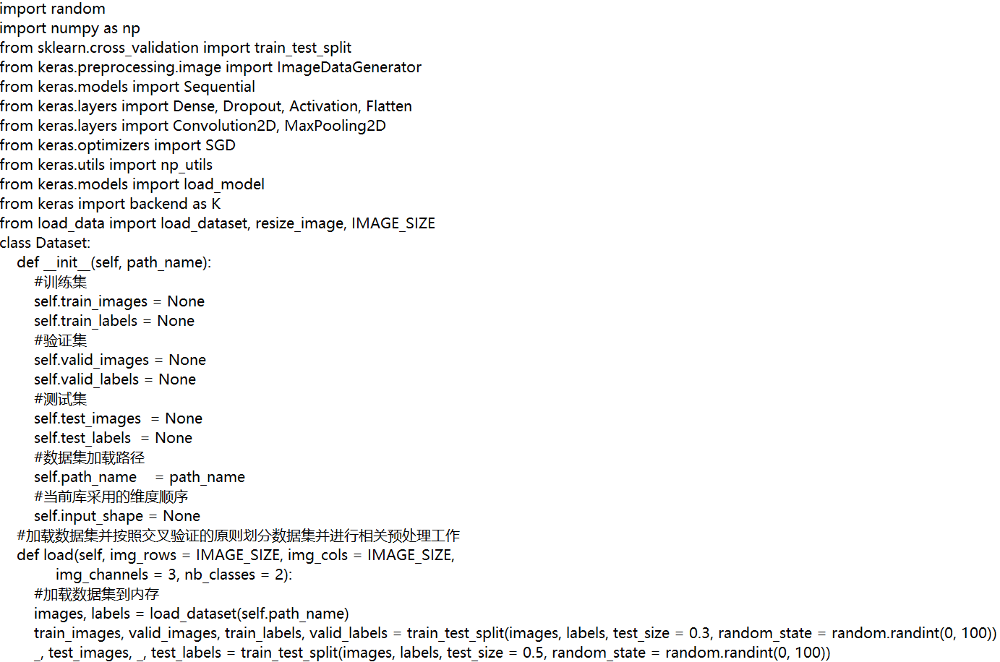 import random
import numpy as np
from sklearn.cross_validation import train_test_split
from keras.preprocessing.image import ImageDataGenerator
from keras.models import Sequential
from keras.layers import Dense, Dropout, Activation, Flatten
from keras.layers import Convolution2D, MaxPooling2D
from keras.optimizers import SGD
from keras.utils import np_utils
from keras.models import load_model
from keras import backend as K
from load_data import load_dataset, resize_image, IMAGE_SIZE
class Dataset:
    def __init__(self, path_name):
        #训练集
        self.train_images = None
        self.train_labels = None
        #验证集
        self.valid_images = None
        self.valid_labels = None
        #测试集
        self.test_images  = None
        self.test_labels  = None
        #数据集加载路径
        self.path_name    = path_name
        #当前库采用的维度顺序
        self.input_shape = None
    #加载数据集并按照交叉验证的原则划分数据集并进行相关预处理工作
    def load(self, img_rows = IMAGE_SIZE, img_cols = IMAGE_SIZE,
             img_channels = 3, nb_classes = 2):
        #加载数据集到内存
        images, labels = load_dataset(self.path_name)
        train_images, valid_images, train_labels, valid_labels = train_test_split(images, labels, test_size = 0.3, random_state = random.randint(0, 100))
        _, test_images, _, test_labels = train_test_split(images, labels, test_size = 0.5, random_state = random.randint(0, 100))